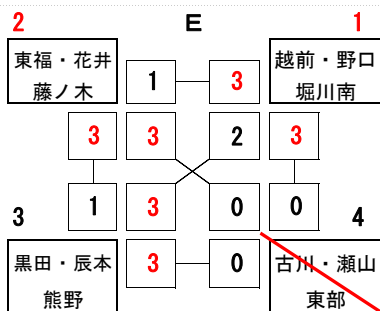 2 E 1
東福・花井 1 3 越前・野口
藤ノ木 堀川南
3 3 2 3
3 1 3 0 0 4
黒田・辰本 3 0 古川・瀬山
熊野 東部